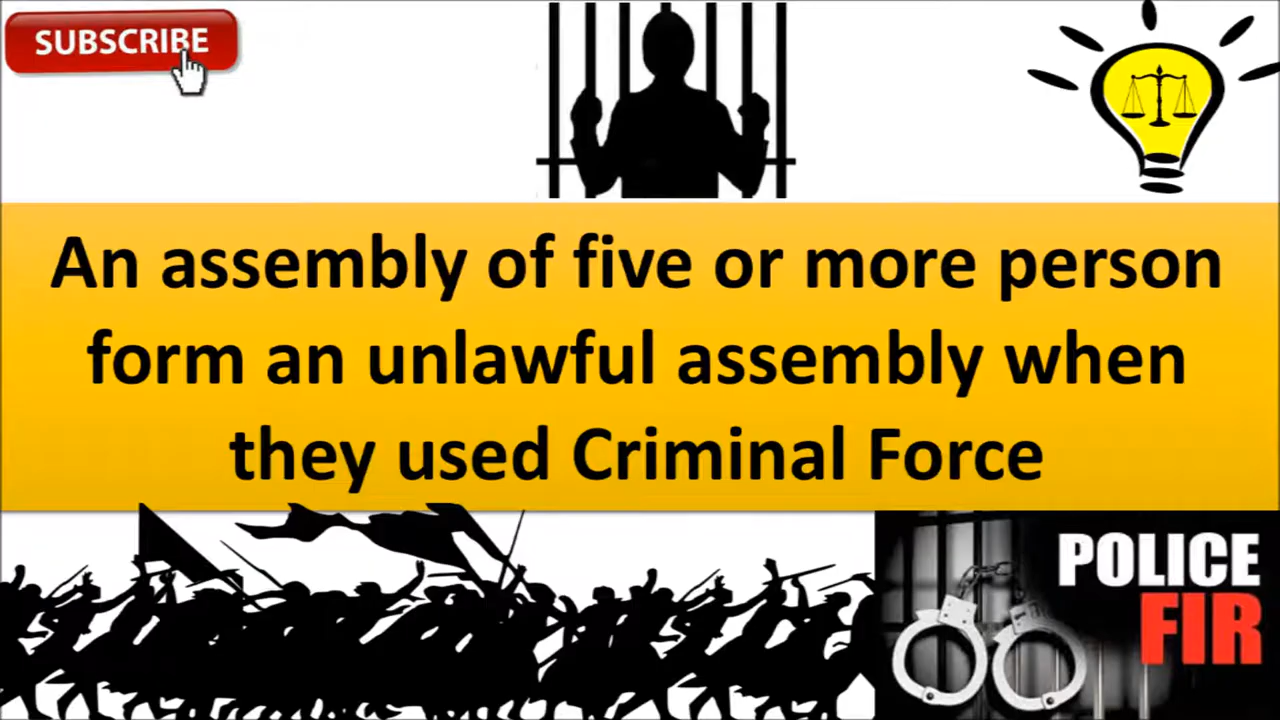 SUBSCRIBE
An assembly of five or more person
form an unlawful assembly when
they used Criminal Force
POLICE
FIR